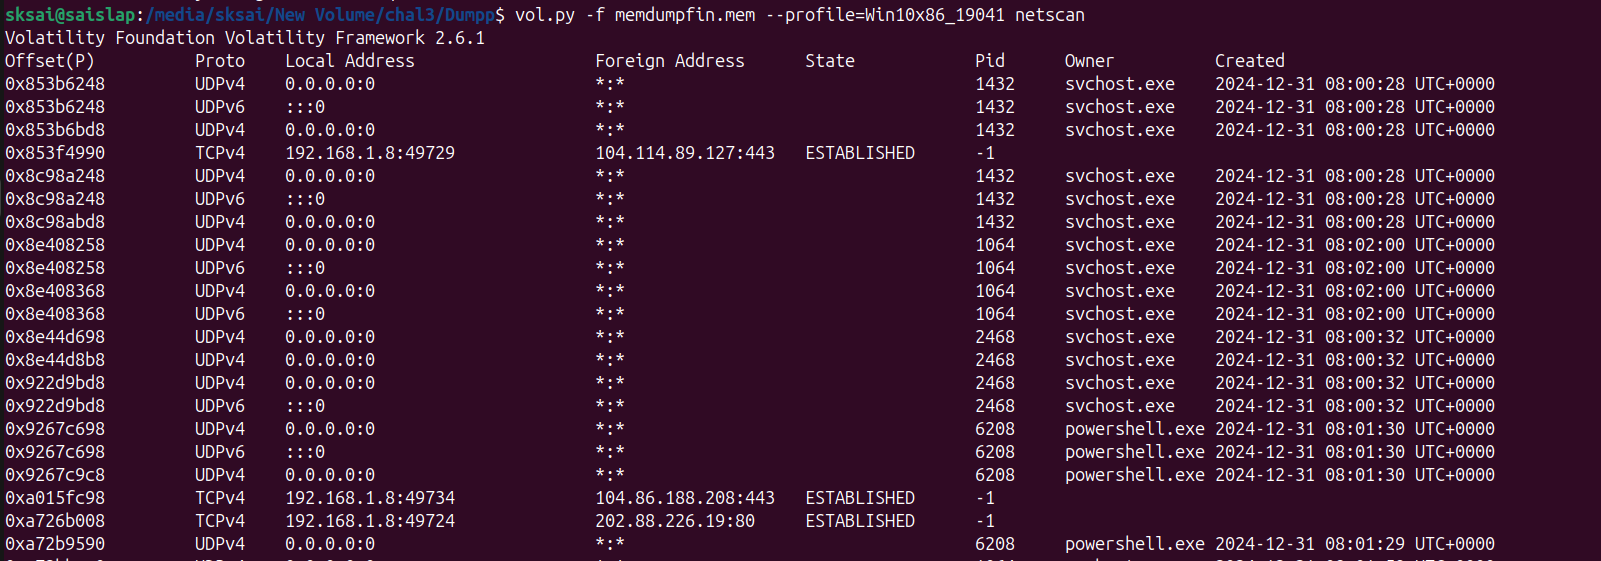 sksai@saislap:/media/sksai/New Volume/chal3/Dumpp$ vol.py -f memdumpfin.mem --profile=Win10x86_19041 netscan
Volatility Foundation Volatility Framework 2.6.1
Offset(P) Proto Local Address Foreign Address State Pid Owner Created
0x853b6248 UDPv4 0.0.0.0:0 *:* 1432 svchost.exe 2024-12-31 08:00:28 UTC+0000
0x853b6248 UDPv6 :::0 *:* 1432 svchost.exe 2024-12-31 08:00:28 UTC+0000
0x853b6bd8 UDPv4 0.0.0.0:0 *:* 1432 svchost.exe 2024-12-31 08:00:28 UTC+0000
0x853f4990 TCPv4 192.168.1.8:49729 104.114.89.127:443 ESTABLISHED -1
0x8c98a248 UDPv4 0.0.0.0:0 *:* 1432 svchost.exe 2024-12-31 08:00:28 UTC+0000
0x8c98a248 UDPv6 :::0 *:* 1432 svchost.exe 2024-12-31 08:00:28 UTC+0000
0x8c98abd8 UDPv4 0.0.0.0:0 *:* 1432 svchost.exe 2024-12-31 08:00:28 UTC+0000
0x8e408258 UDPv4 0.0.0.0:0 *:* 1064 svchost.exe 2024-12-31 08:02:00 UTC+0000
0x8e408258 UDPv6 :::0 *:* 1064 svchost.exe 2024-12-31 08:02:00 UTC+0000
0x8e408368 UDPv4 0.0.0.0:0 *:* 1064 svchost.exe 2024-12-31 08:02:00 UTC+0000
0x8e408368 UDPv6 :::0 *:* 1064 svchost.exe 2024-12-31 08:02:00 UTC+0000
0x8e44d698 UDPv4 0.0.0.0:0 *:* 2468 svchost.exe 2024-12-31 08:00:32 UTC+0000
0x8e44d8b8 UDPv4 0.0.0.0:0 *:* 2468 svchost.exe 2024-12-31 08:00:32 UTC+0000
0x922d9bd8 UDPv4 0.0.0.0:0 *:* 2468 svchost.exe 2024-12-31 08:00:32 UTC+0000
0x922d9bd8 UDPv6 :::0 *:* 2468 svchost.exe 2024-12-31 08:00:32 UTC+0000
0x9267c698 UDPv4 0.0.0.0:0 *:* 6208 powershell.exe 2024-12-31 08:01:30 UTC+0000
0x9267c698 UDPv6 :::0 *:* 6208 powershell.exe 2024-12-31 08:01:30 UTC+0000
0x9267c9c8 UDPv4 0.0.0.0:0 *:* 6208 powershell.exe 2024-12-31 08:01:30 UTC+0000
0xa015fc98 TCPv4 192.168.1.8:49734 104.86.188.208:443 ESTABLISHED -1
0xa726b008 TCPv4 192.168.1.8:49724 202.88.226.19:80 ESTABLISHED -1
0xa72b9590 UDPv4 0.0.0.0:0 *:* 6208 powershell.exe 2024-12-31 08:01:29 UTC+0000